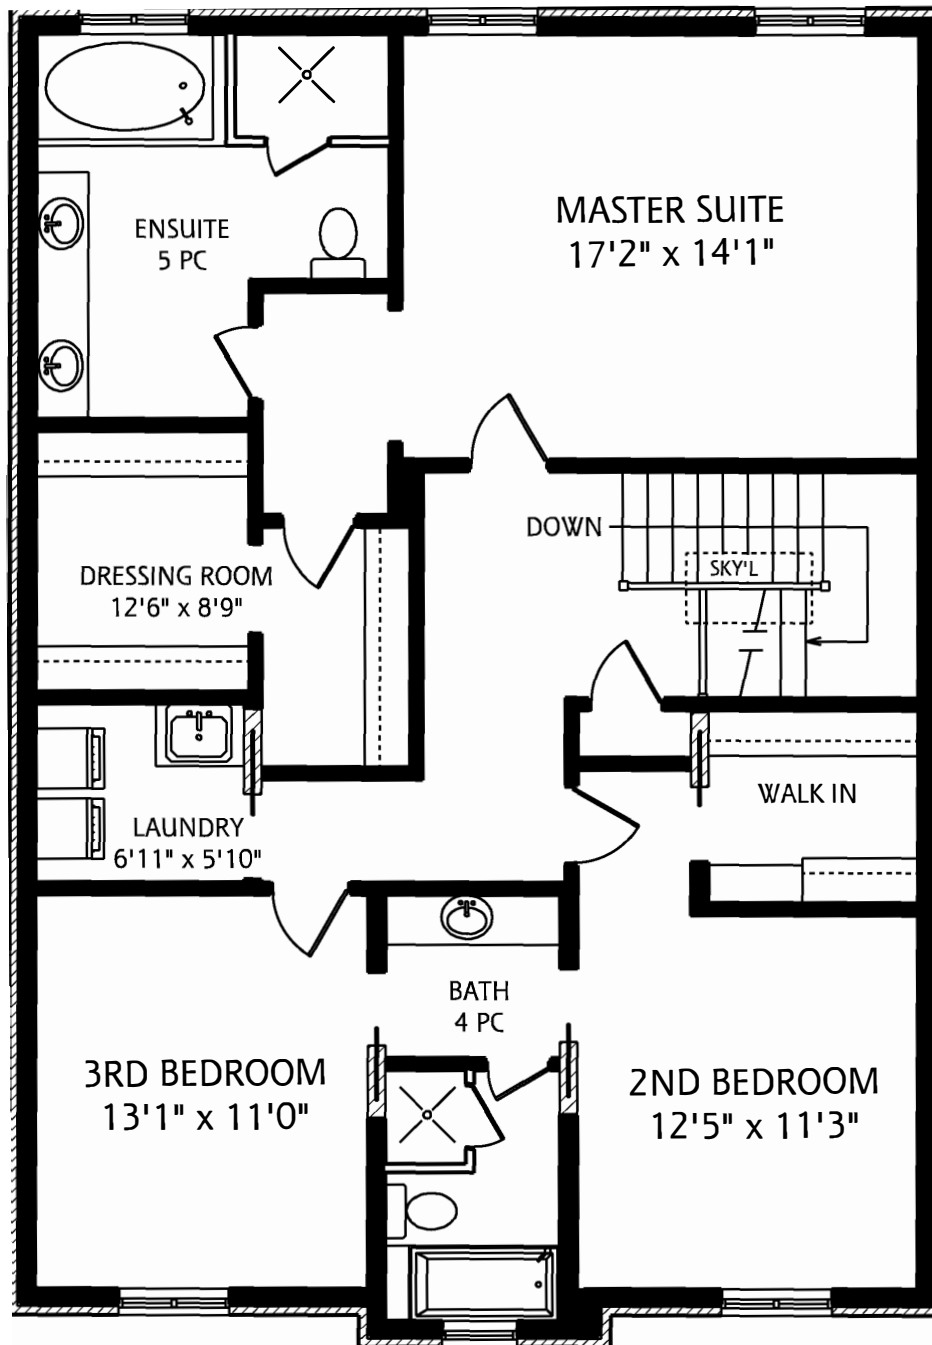 MASTER SUITE
17'2" x 14'1"
ENSUITE
5 PC
DOWN
SKY'L
DRESSING ROOM
12'6" x 8'9"
WALK IN
LAUNDRY
6'11" x 5'10"
BATH
4 PC
3RD BEDROOM
13'1" x 11'0"
2ND BEDROOM
12'5" x 11'3"